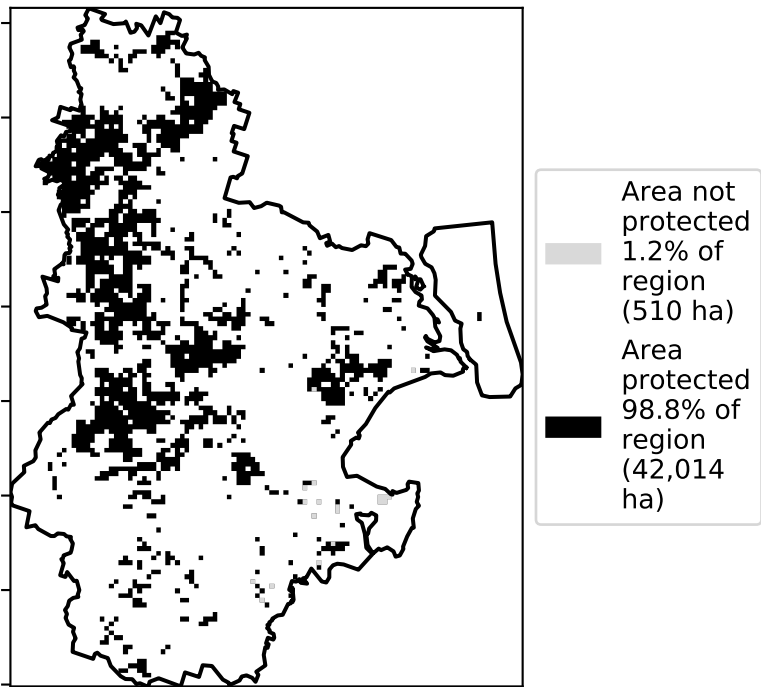 Area not
protected
1.2% of
region
(510 ha)
Area
protected
98.8% of
region
(42,014
ha)